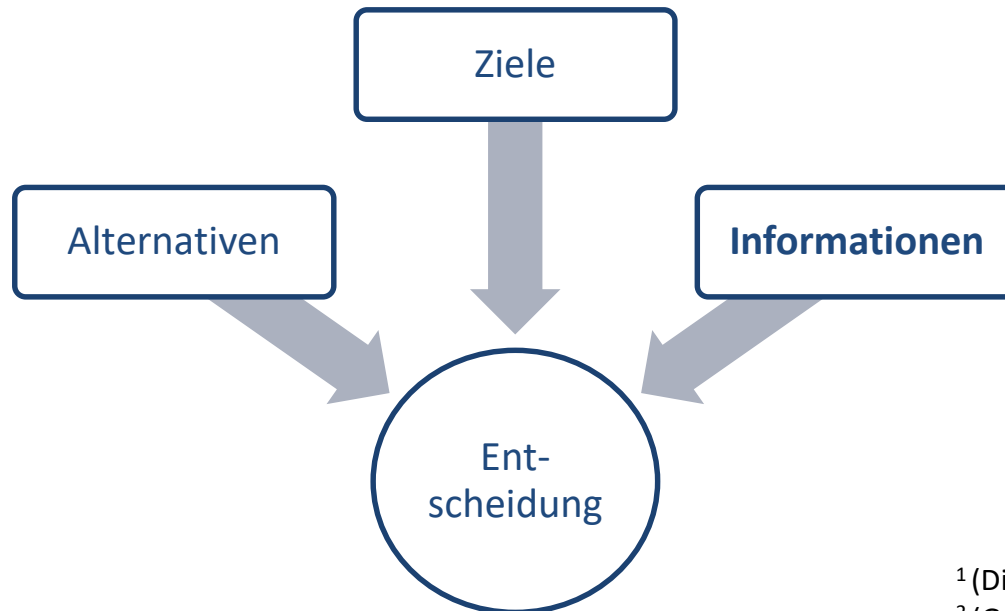 Ziele
Alternativen
Informationen
Ent-
scheidung
¹ (Di